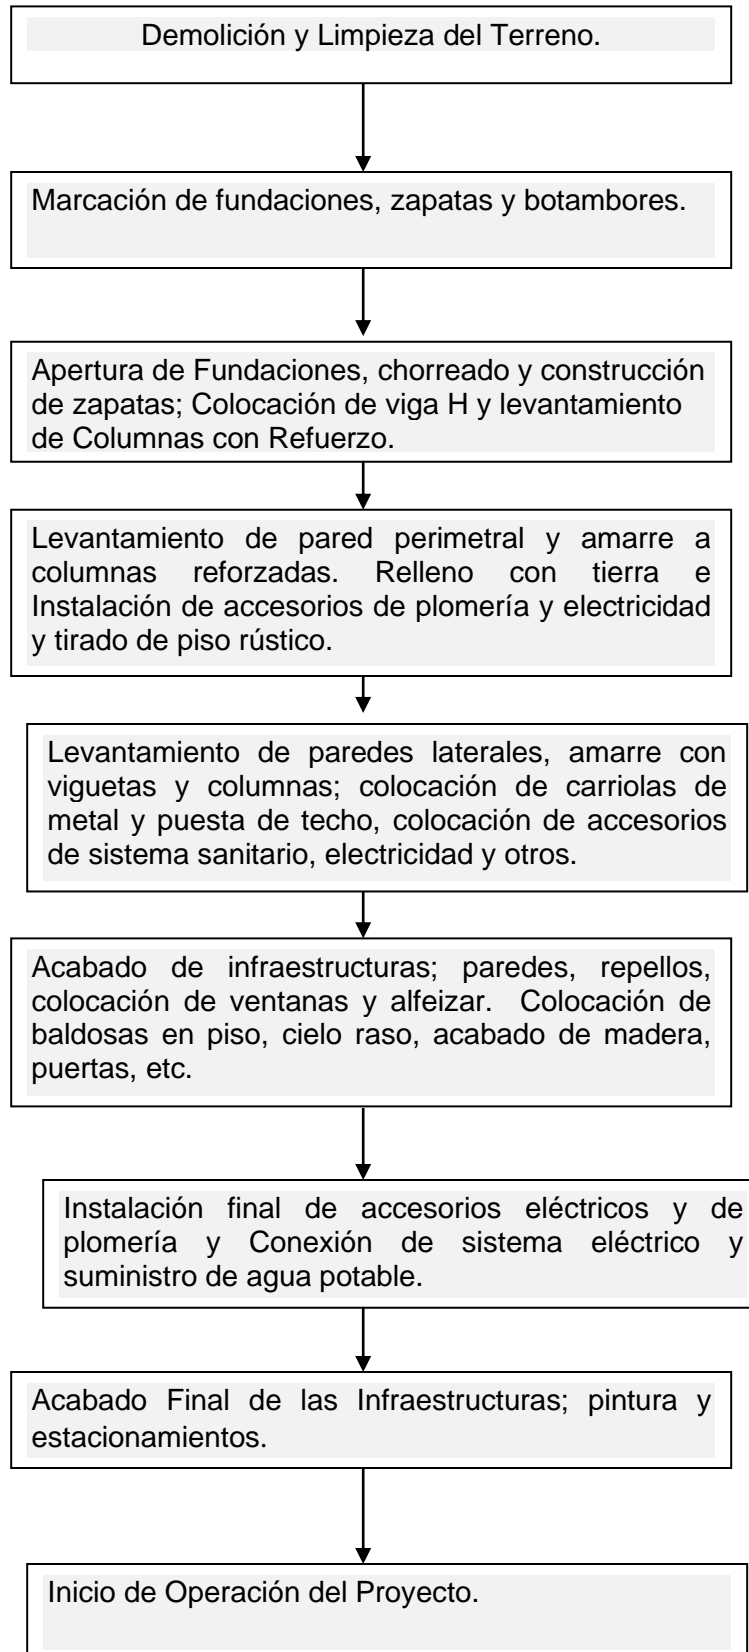 Demolición y Limpieza del Terreno.
Marcación de fundaciones, zapatas y botambores.
Apertura de Fundaciones, chorreado y construcción
de zapatas; Colocación de viga H y levantamiento
de Columnas con Refuerzo.
Levantamiento de pared perimetral y amarre a
columnas reforzadas. Relleno con tierra e
Instalación de accesorios de plomería y electricidad
y tirado de piso rústico.
Levantamiento de paredes laterales, amarre con
viguetas y columnas; colocación de carriolas de
metal y puesta de techo, colocación de accesorios
de sistema sanitario, electricidad y otros.
Acabado de infraestructuras; paredes, repellos,
colocación de ventanas y alfeizar. Colocación de
baldosas en piso, cielo raso, acabado de madera,
puertas, etc.
Instalación final de accesorios eléctricos y de
plomería y Conexión de sistema eléctrico y
suministro de agua potable.
Acabado Final de las Infraestructuras; pintura y
estacionamientos.
Inicio de Operación del Proyecto.